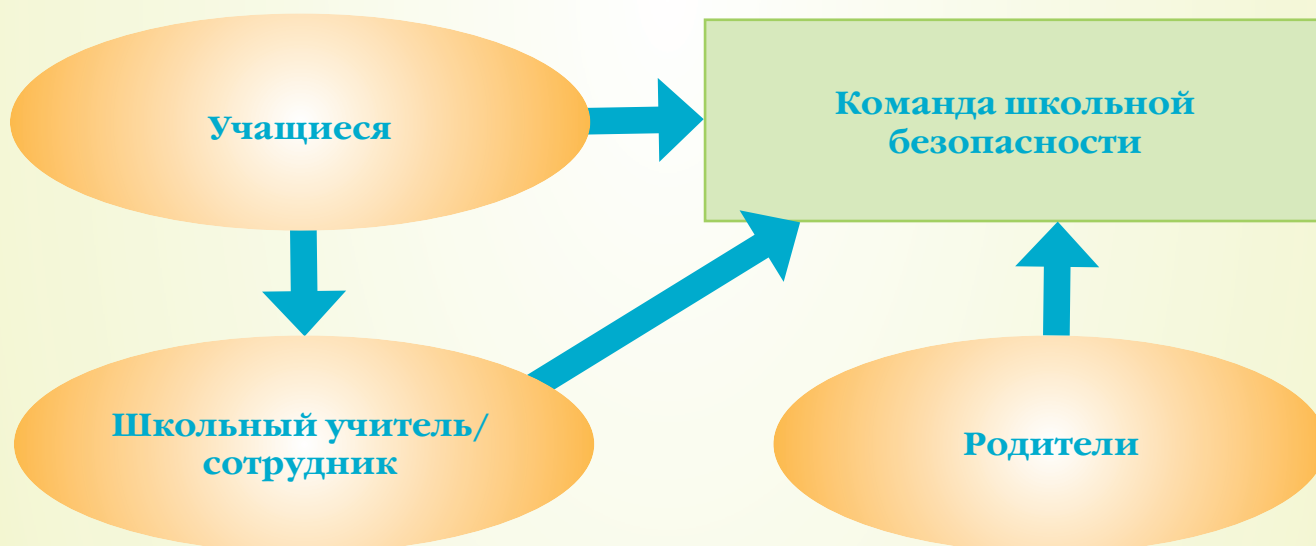 Учащиеся
Команда школьной
безопасности
Школьный учитель/
сотрудник
Родители